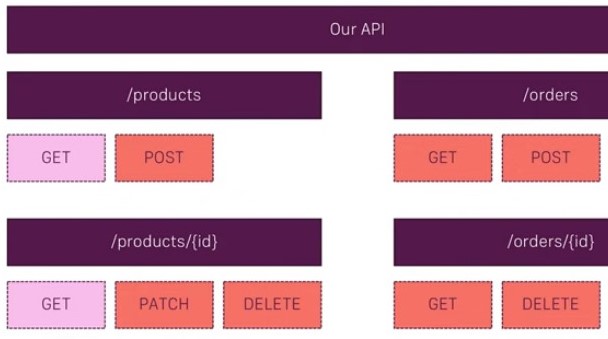 Our API
/products
/orders
GET POST
GET POST
/products/{id}
/orders/{id}
GET PATCH DELETE
GET DELETE